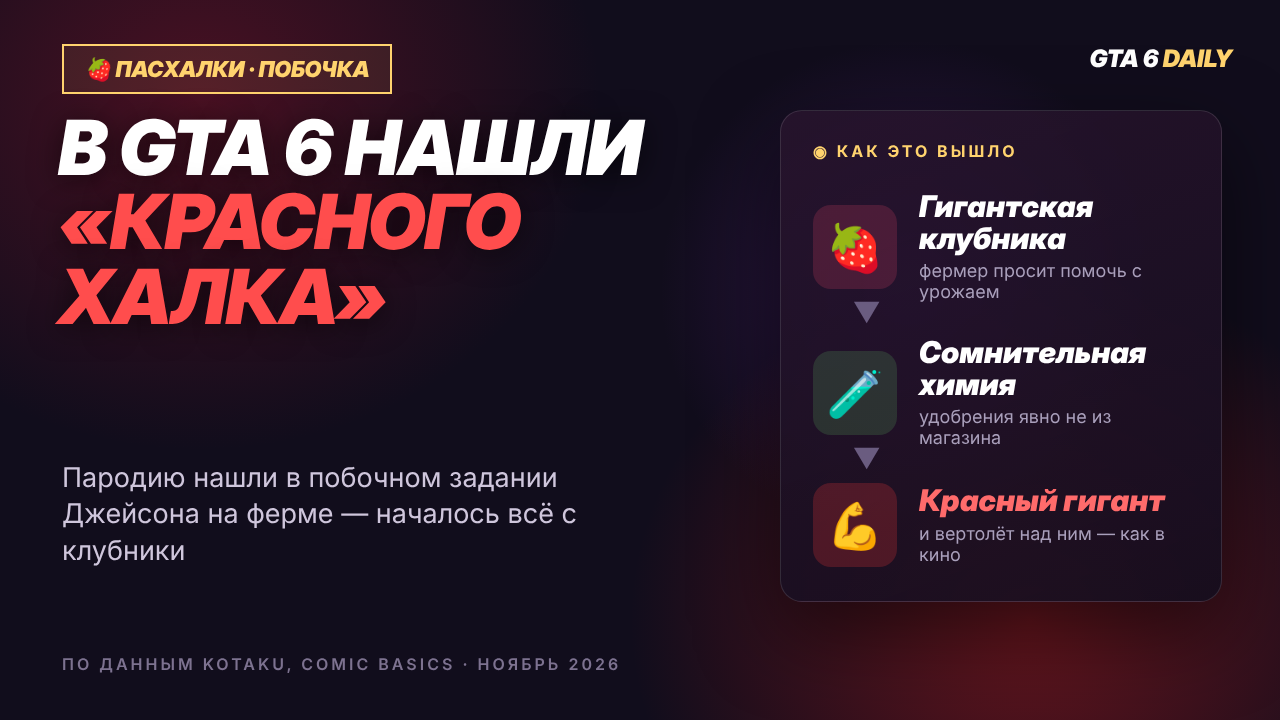 🍓 ПАСХАЛКИ · ПОБОЧКА
GTA 6 DAILY
В GTA 6 НАШЛИ
«КРАСНОГО
ХАЛКА»
Пародию нашли в побочном задании
Джейсона на ферме — началось всё с
клубники
ПО ДАННЫМ KOTAKU, COMIC BASICS · НОЯБРЬ 2026
◉ КАК ЭТО ВЫШЛО
Гигантская
клубника
фермер просит помочь с
урожаем
Сомнительная
химия
удобрения явно не из
магазина
Красный гигант
и вертолёт над ним — как в
кино